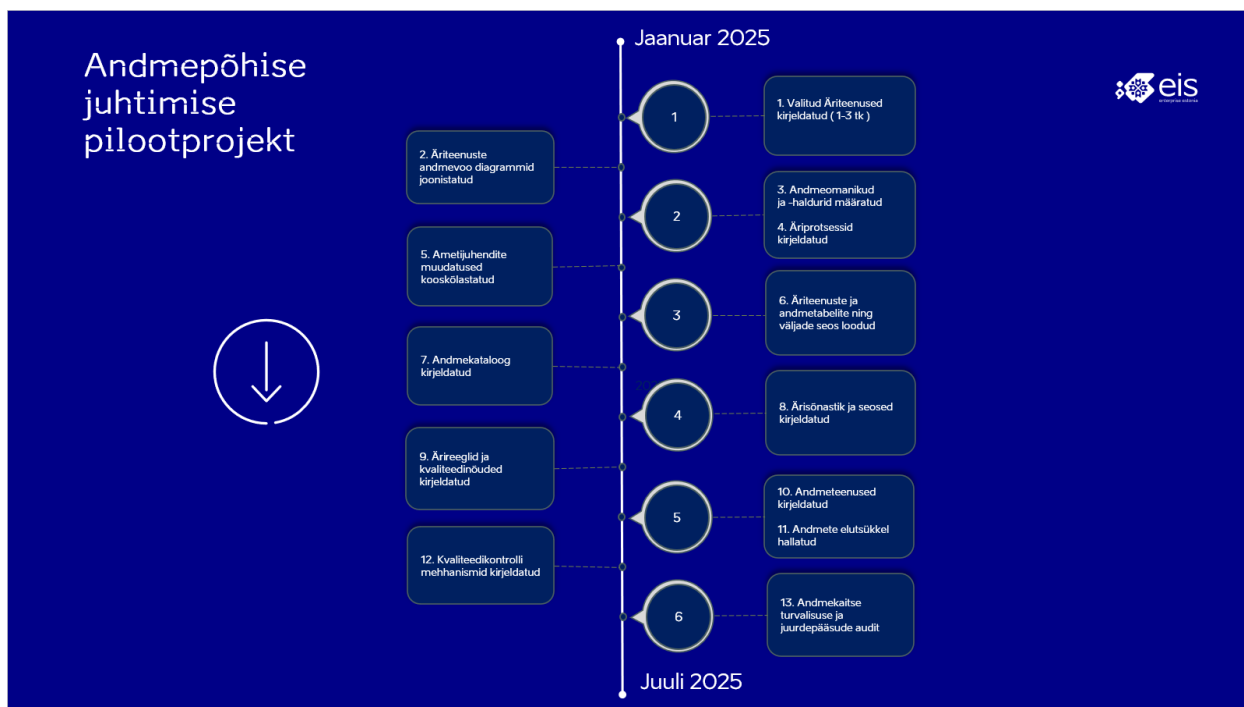 Andmepõhise
juhtimise
pilootprojekt
Jaanuar 2025
eis
enterprise estonia
1
1. Valitud Äriteenused
kirjeldatud ( 1-3 tk )
2. Äriteenuste
andmevoo diagrammid
joonistatud
2
3. Andmeomanikud
ja -haldurid määratud
4. Äriprotsessid
kirjeldatud
5. Ametijuhendite
muudatused
kooskõlastatud
3
6. Äriteenuste ja
andmetabelite ning
väljade seos loodud
7. Andmekataloog
kirjeldatud
4
8. Ärisõnastik ja seosed
kirjeldatud
9. Ärireeglid ja
kvaliteedinõuded
kirjeldatud
5
10. Andmeteenused
kirjeldatud
11. Andmete elutsükkel
hallatud
12. Kvaliteedikontrolli
mehhanismid kirjeldatud
6
13. Andmekaitse
turvalisuse ja
juurdepääsude audit
Juuli 2025